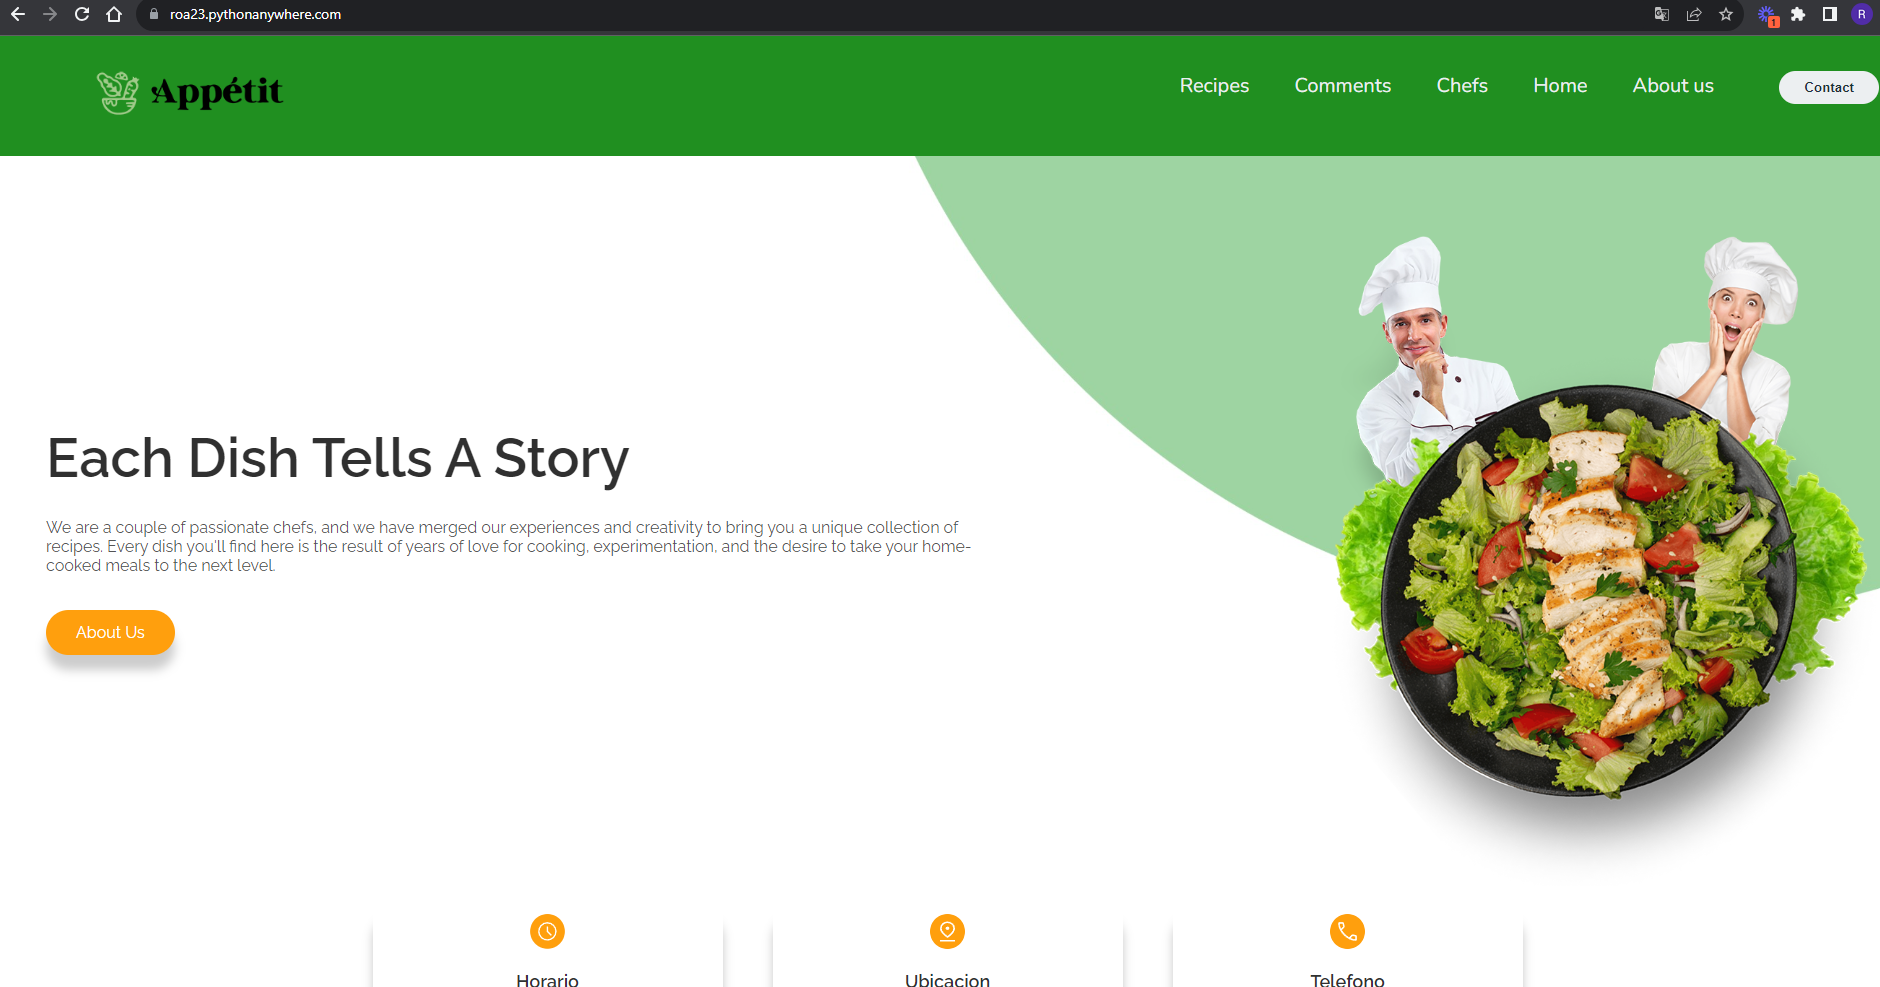 roa23.pythonanywhere.com
1
R
Appétit
Recipes Comments Chefs Home About us Contact
Each Dish Tells A Story
We are a couple of passionate chefs, and we have merged our experiences and creativity to bring you a unique collection of
recipes. Every dish you'll find here is the result of years of love for cooking, experimentation, and the desire to take your home-
cooked meals to the next level.
About Us
Horario Ubicacion Telefono